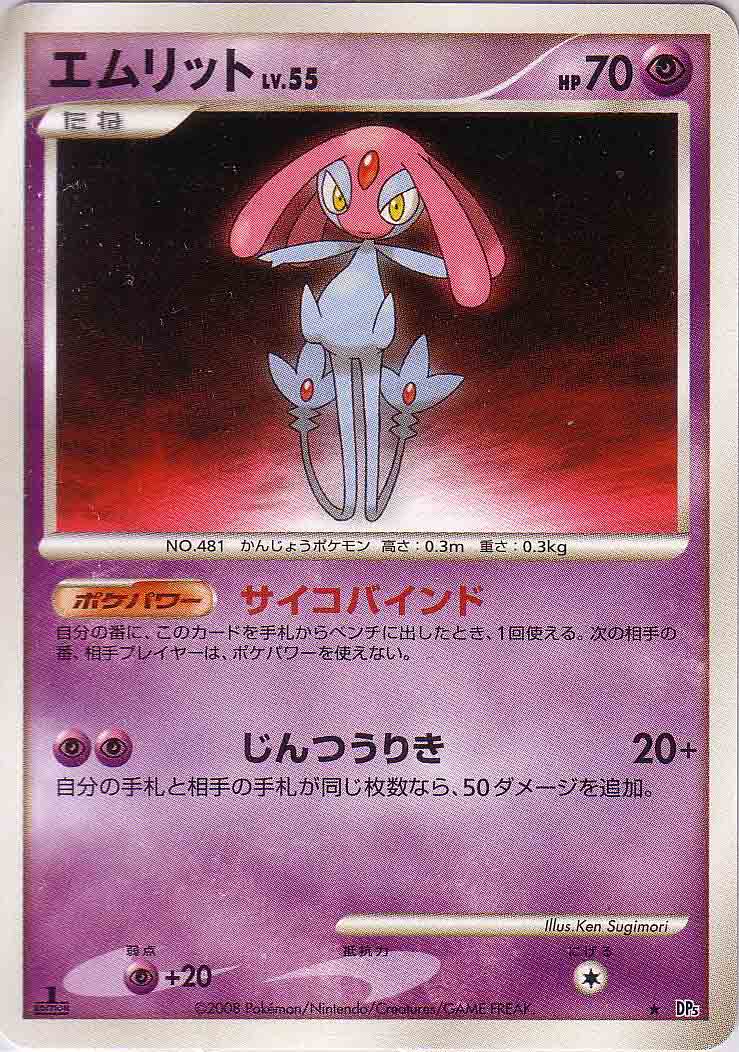 エムリット LV.55 HP70
たね
NO.481 かんじょうポケモン 高さ:0.3m 重さ:0.3kg
ポケパワー サイコバインド
自分の番に、このカードを手札からベンチに出したとき、1回使える。次の相手の
番、相手プレイヤーは、ポケパワーを使えない。
じんつうりき 20+
自分の手札と相手の手札が同じ枚数なら、50ダメージを追加。
Illus.Ken Sugimori
弱点 抵抗力 にげる
+20
1 EDITION ©2008 Pokémon/Nintendo/Creatures/GAME FREAK. ★ DP5